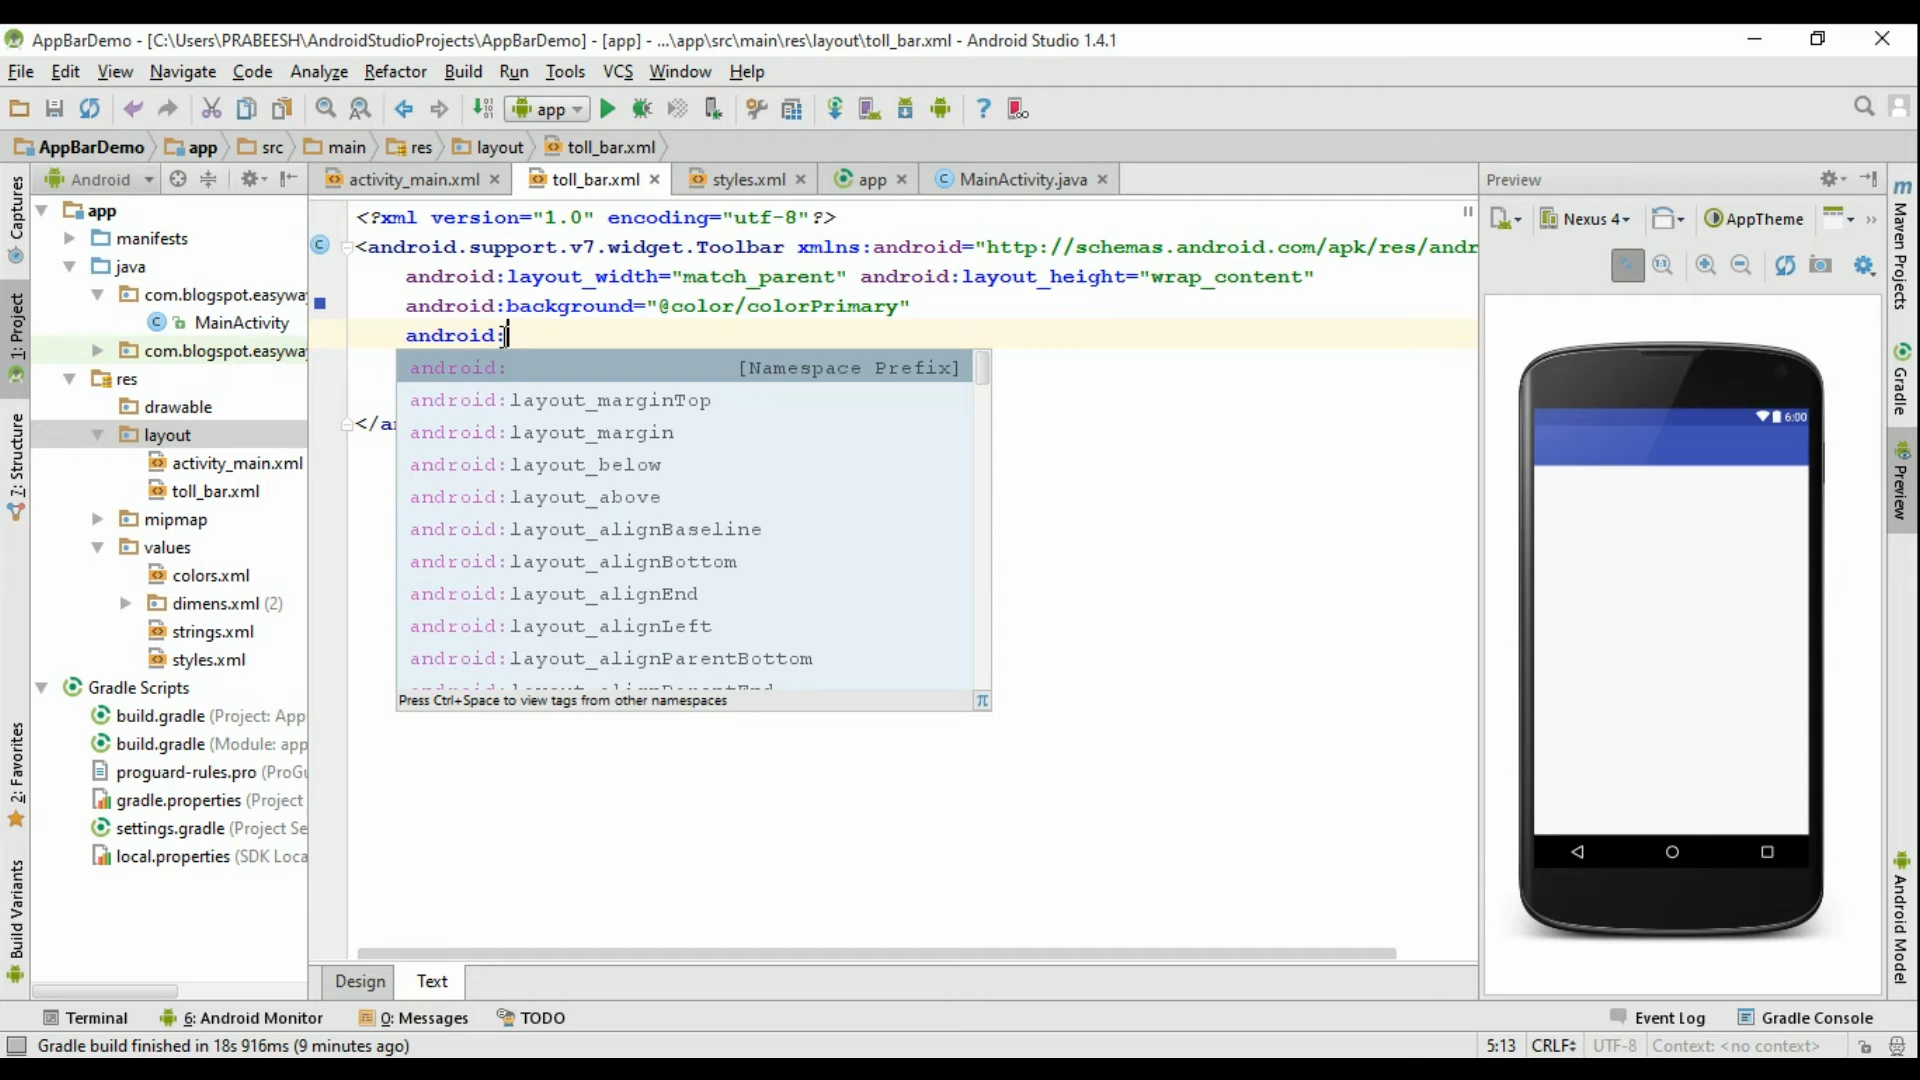 AppBarDemo - [C:\Users\PRABEESH\AndroidStudioProjects\AppBarDemo] - [app] - ...\app\src\main\res\layout\toll_bar.xml - Android Studio 1.4.1
File Edit View Navigate Code Analyze Refactor Build Run Tools VCS Window Help
app
AppBarDemo app src main res layout toll_bar.xml
Android
activity_main.xml toll_bar.xml styles.xml app MainActivity.java
Preview
Nexus 4 AppTheme
Captures
1: Project
7: Structure
2: Favorites
Build Variants
app
manifests
java
com.blogspot.easyway
MainActivity
com.blogspot.easyway
res
drawable
layout
activity_main.xml
toll_bar.xml
mipmap
values
colors.xml
dimens.xml (2)
strings.xml
styles.xml
Gradle Scripts
build.gradle (Project: App
build.gradle (Module: app
proguard-rules.pro (ProGu
gradle.properties (Project
settings.gradle (Project Se
local.properties (SDK Loca
<?xml version="1.0" encoding="utf-8"?>
<android.support.v7.widget.Toolbar xmlns:android="http://schemas.android.com/apk/res/andr
android:layout_width="match_parent" android:layout_height="wrap_content"
android:background="@color/colorPrimary"
android:
</an
android: [Namespace Prefix]
android:layout_marginTop
android:layout_margin
android:layout_below
android:layout_above
android:layout_alignBaseline
android:layout_alignBottom
android:layout_alignEnd
android:layout_alignLeft
android:layout_alignParentBottom
android:layout_alignParentEnd
Press Ctrl+Space to view tags from other namespaces π
6:00
Maven Projects
Gradle
Preview
Android Model
Design Text
Terminal 6: Android Monitor 0: Messages TODO Event Log Gradle Console
Gradle build finished in 18s 916ms (9 minutes ago) 5:13 CRLF UTF-8 Context: <no context>